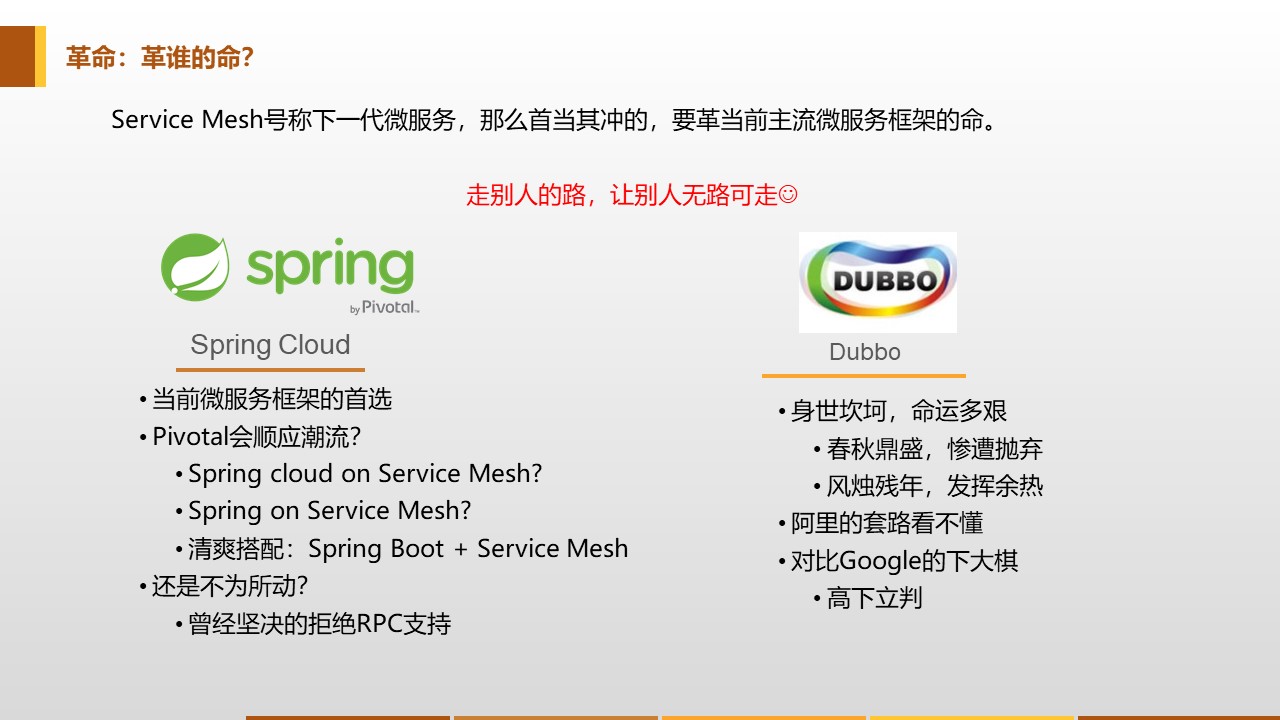 革命：革谁的命？
Service Mesh号称下一代微服务，那么首当其冲的，要革当前主流微服务框架的命。
走别人的路，让别人无路可走☺
spring
by Pivotal™
Spring Cloud
• 当前微服务框架的首选
• Pivotal会顺应潮流？
• Spring cloud on Service Mesh?
• Spring on Service Mesh?
• 清爽搭配：Spring Boot + Service Mesh
• 还是不为所动？
• 曾经坚决的拒绝RPC支持
DUBBO
Dubbo
• 身世坎坷，命运多艰
• 春秋鼎盛，惨遭抛弃
• 风烛残年，发挥余热
• 阿里的套路看不懂
• 对比Google的下大棋
• 高下立判